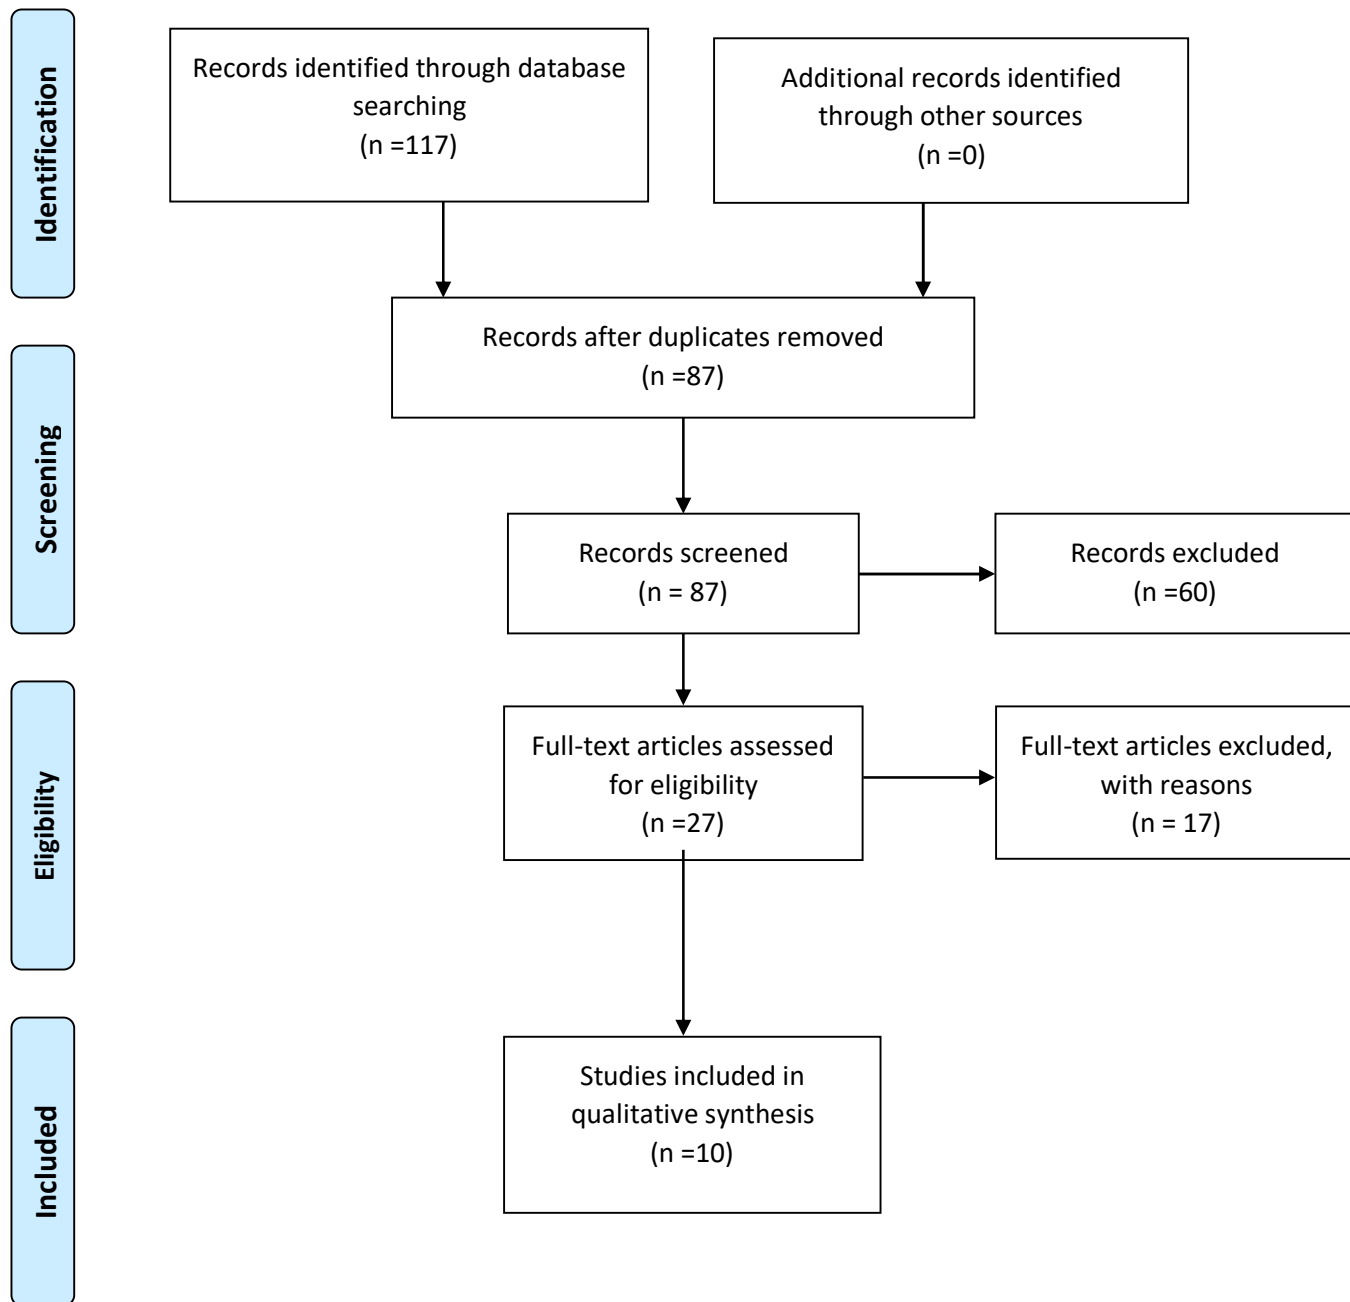 Identification
Records identified through database
searching
(n =117)
Additional records identified
through other sources
(n =0)
Records after duplicates removed
(n =87)
Screening
Records screened
(n = 87)
Records excluded
(n =60)
Eligibility
Full-text articles assessed
for eligibility
(n =27)
Full-text articles excluded,
with reasons
(n = 17)
Included
Studies included in
qualitative synthesis
(n =10)